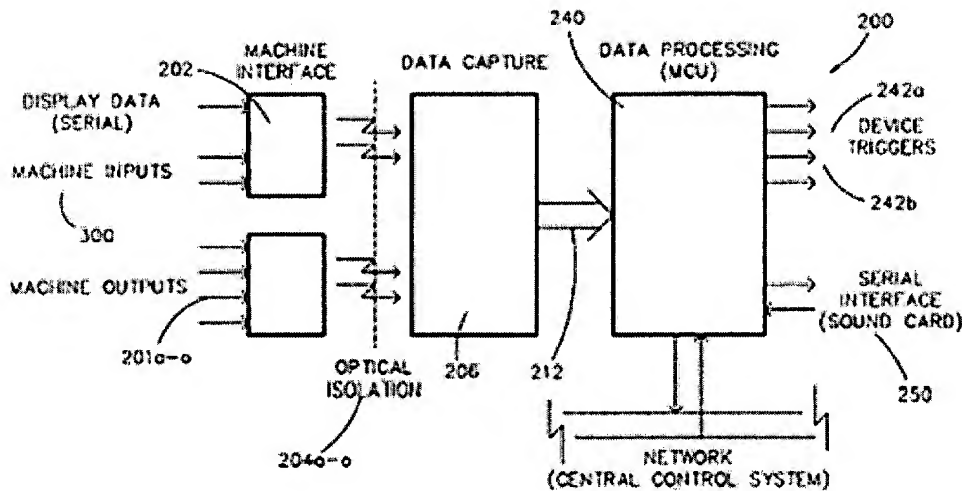 240
200
MACHINE
INTERFACE
DATA CAPTURE
DATA PROCESSING
(MCU)
202
242a
DISPLAY DATA
(SERIAL)
DEVICE
TRIGGERS
MACHINE INPUTS
242b
300
MACHINE OUTPUTS
SERIAL
INTERFACE
(SOUND CARD)
201a-o
OPTICAL
ISOLATION
206
212
250
204a-o
NETWORK
(CENTRAL CONTROL SYSTEM)